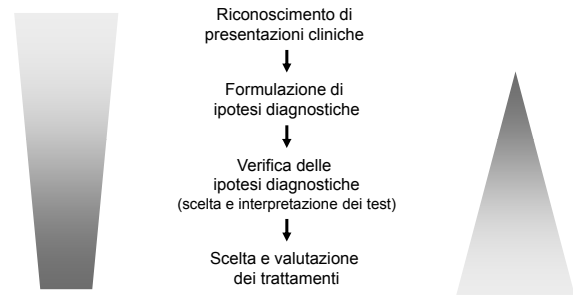 Riconoscimento di
presentazioni cliniche
Formulazione di
ipotesi diagnostiche
Verifica delle
ipotesi diagnostiche
(scelta e interpretazione dei test)
Scelta e valutazione
dei trattamenti